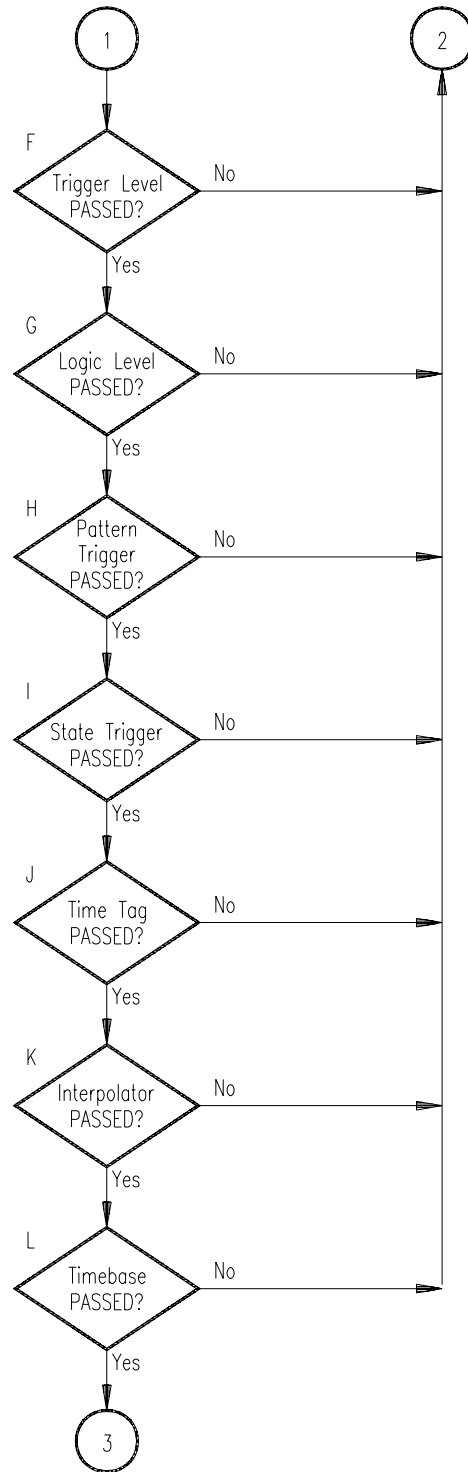 1
2
F
Trigger Level
PASSED?
No
Yes
G
Logic Level
PASSED?
No
Yes
H
Pattern
Trigger
PASSED?
No
Yes
I
State Trigger
PASSED?
No
Yes
J
Time Tag
PASSED?
No
Yes
K
Interpolator
PASSED?
No
Yes
L
Timebase
PASSED?
No
Yes
3